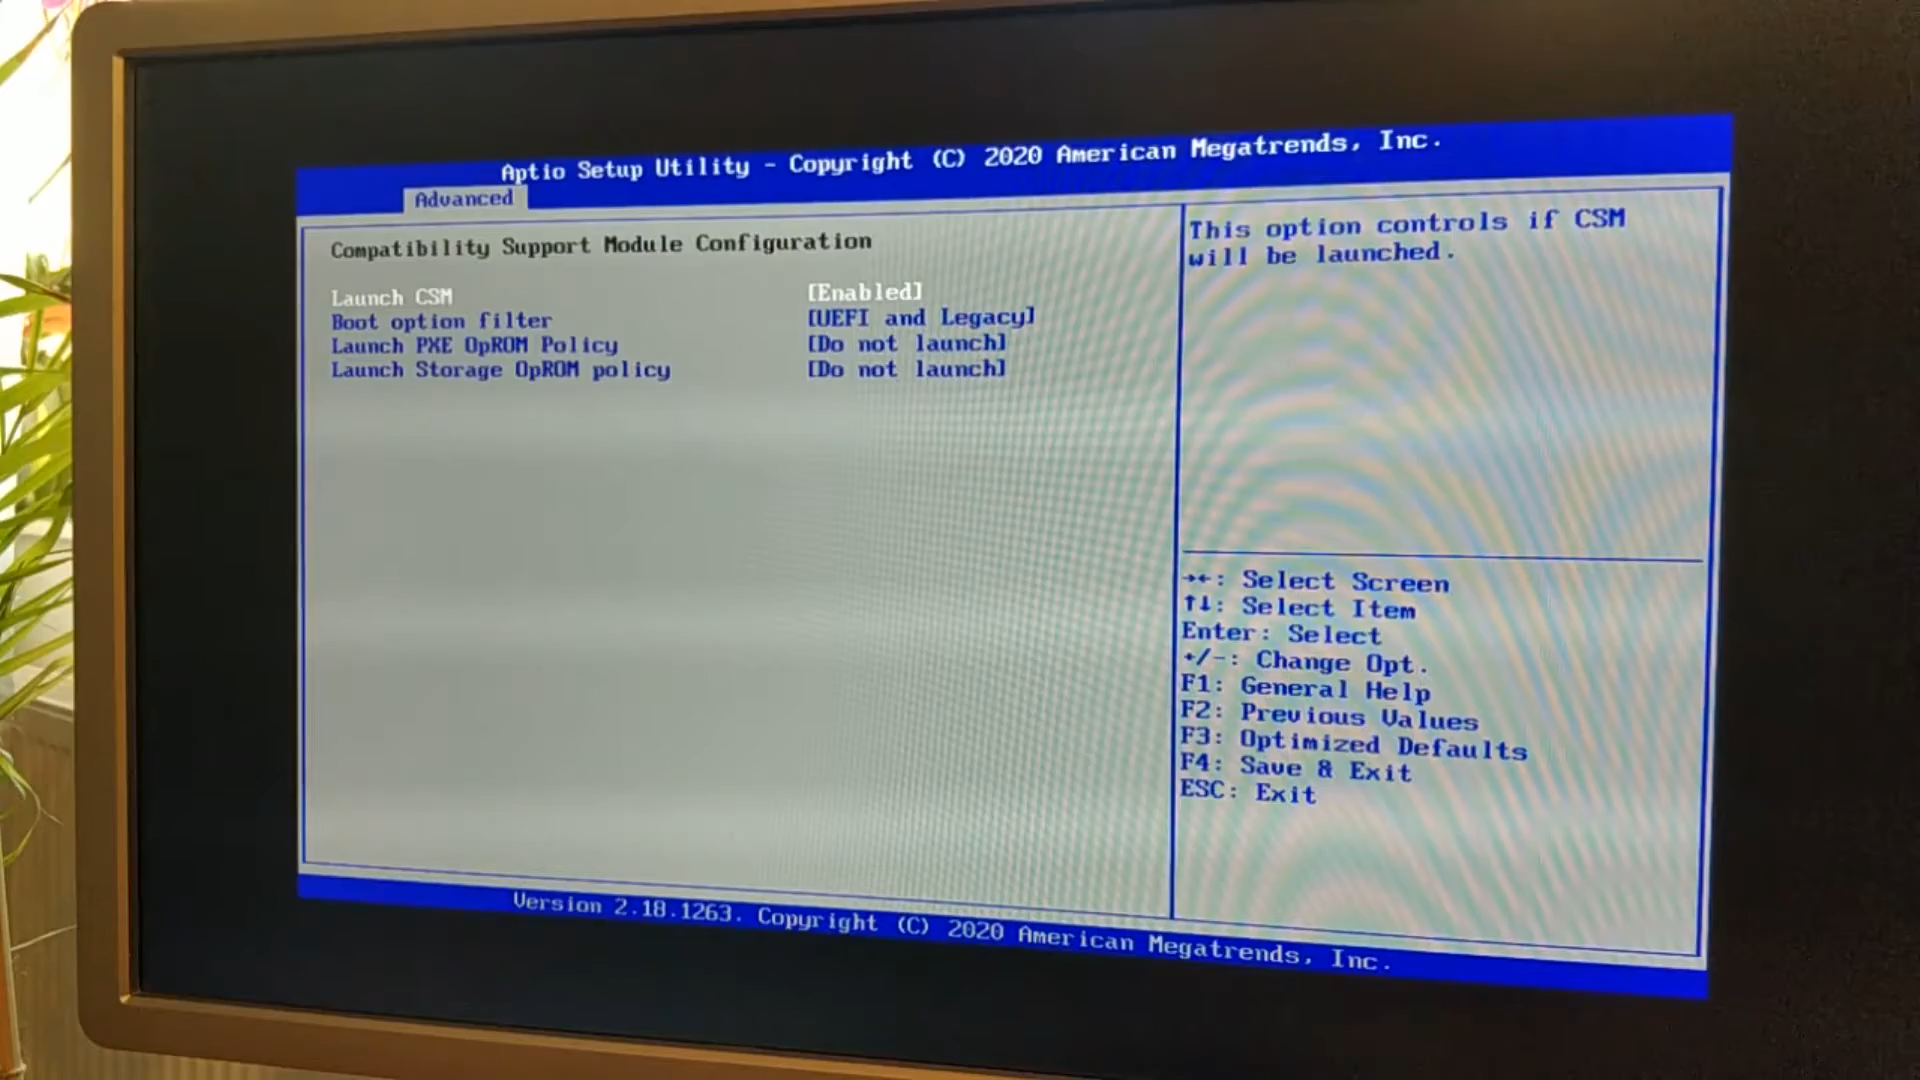 Aptio Setup Utility - Copyright (C) 2020 American Megatrends, Inc.
Advanced
Compatibility Support Module Configuration
Launch CSM [Enabled]
Boot option filter [UEFI and Legacy]
Launch PXE OpROM Policy [Do not launch]
Launch Storage OpROM policy [Do not launch]
This option controls if CSM
will be launched.
→←: Select Screen
↑↓: Select Item
Enter: Select
+/-: Change Opt.
F1: General Help
F2: Previous Values
F3: Optimized Defaults
F4: Save & Exit
ESC: Exit
Version 2.18.1263. Copyright (C) 2020 American Megatrends, Inc.